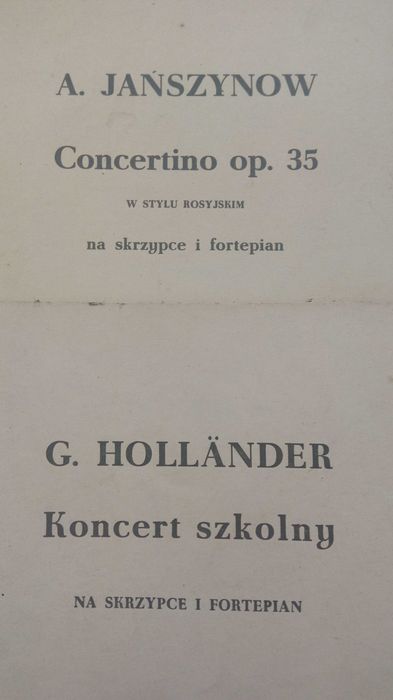 A. JAŃSZYNOW
Concertino op. 35
W STYLU ROSYJSKIM
na skrzypce i fortepian
G. HOLLÄNDER
Koncert szkolny
NA SKRZYPCE I FORTEPIAN